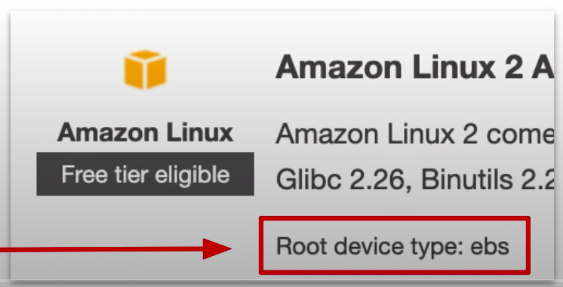 Amazon Linux
Free tier eligible
Amazon Linux 2 A
Amazon Linux 2 come
Glibc 2.26, Binutils 2.2
Root device type: ebs